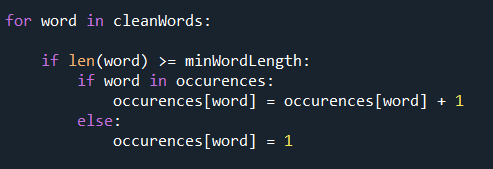 for word in cleanWords:
    if len(word) >= minWordLength:
        if word in occurences:
            occurences[word] = occurences[word] + 1
        else:
            occurences[word] = 1